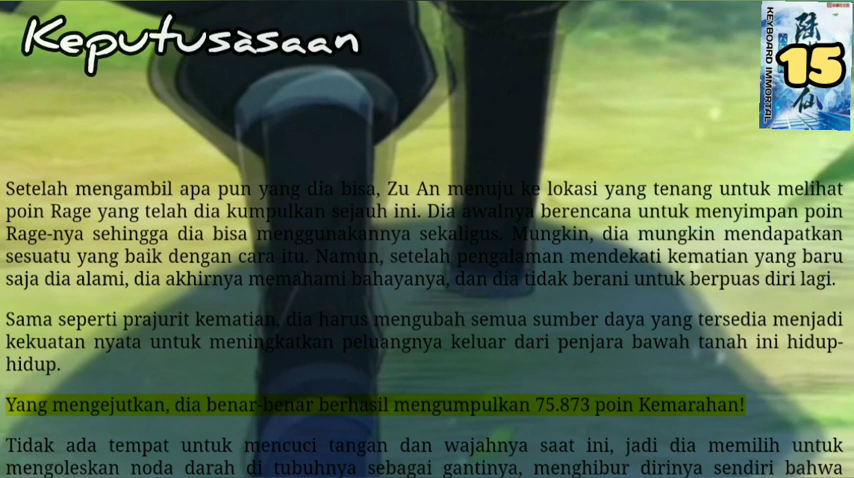 Keputusàsaan
陆
仙
KEYBOARD IMMORTAL
15
Setelah mengambil apa pun yang dia bisa, Zu An menuju ke lokasi yang tenang untuk melihat
poin Rage yang telah dia kumpulkan sejauh ini. Dia awalnya berencana untuk menyimpan poin
Rage-nya sehingga dia bisa menggunakannya sekaligus. Mungkin, dia mungkin mendapatkan
sesuatu yang baik dengan cara itu. Namun, setelah pengalaman mendekati kematian yang baru
saja dia alami, dia akhirnya memahami bahayanya, dan dia tidak berani untuk berpuas diri lagi.
Sama seperti prajurit kematian, dia harus mengubah semua sumber daya yang tersedia menjadi
kekuatan nyata untuk meningkatkan peluangnya keluar dari penjara bawah tanah ini hidup-
hidup.
Yang mengejutkan, dia benar-benar berhasil mengumpulkan 75.873 poin Kemarahan!
Tidak ada tempat untuk mencuci tangan dan wajahnya saat ini, jadi dia memilih untuk
mengoleskan noda darah di tubuhnya sebagai gantinya, menghibur dirinya sendiri bahwa